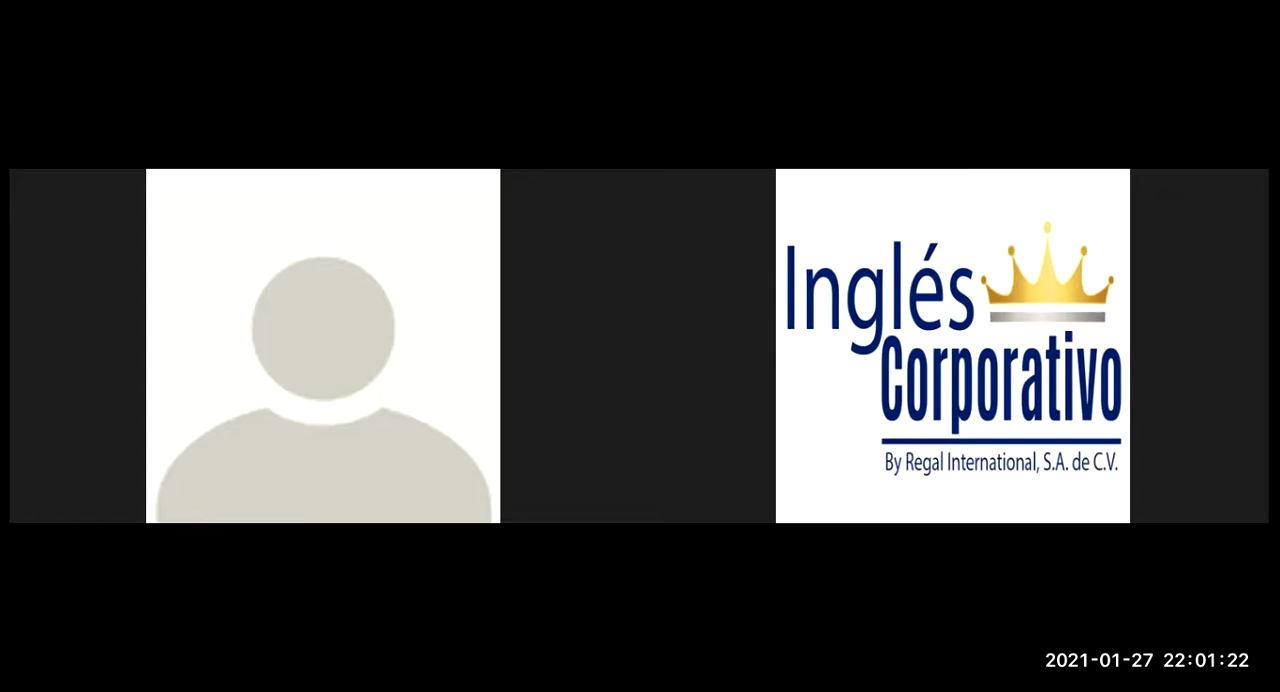 Inglés
Corporativo
By Regal International, S.A. de C.V.
2021-01-27 22:01:22